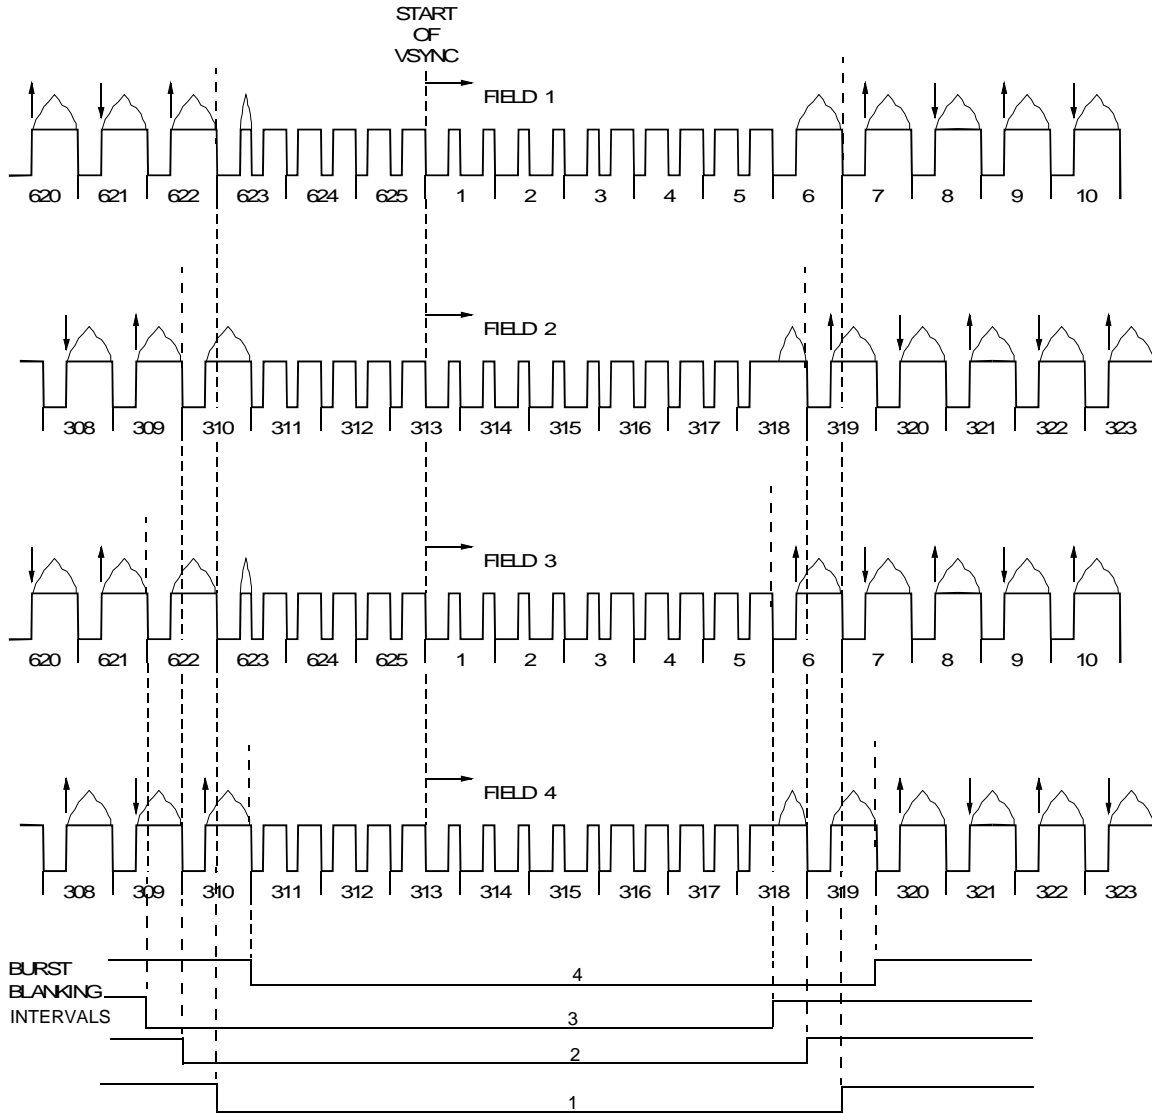 START
OF
VSYNC
FIELD 1
620 621 622 623 624 625 1 2 3 4 5 6 7 8 9 10
FIELD 2
308 309 310 311 312 313 314 315 316 317 318 319 320 321 322 323
FIELD 3
620 621 622 623 624 625 1 2 3 4 5 6 7 8 9 10
FIELD 4
308 309 310 311 312 313 314 315 316 317 318 319 320 321 322 323
BURST
BLANKING
INTERVALS
4
3
2
1